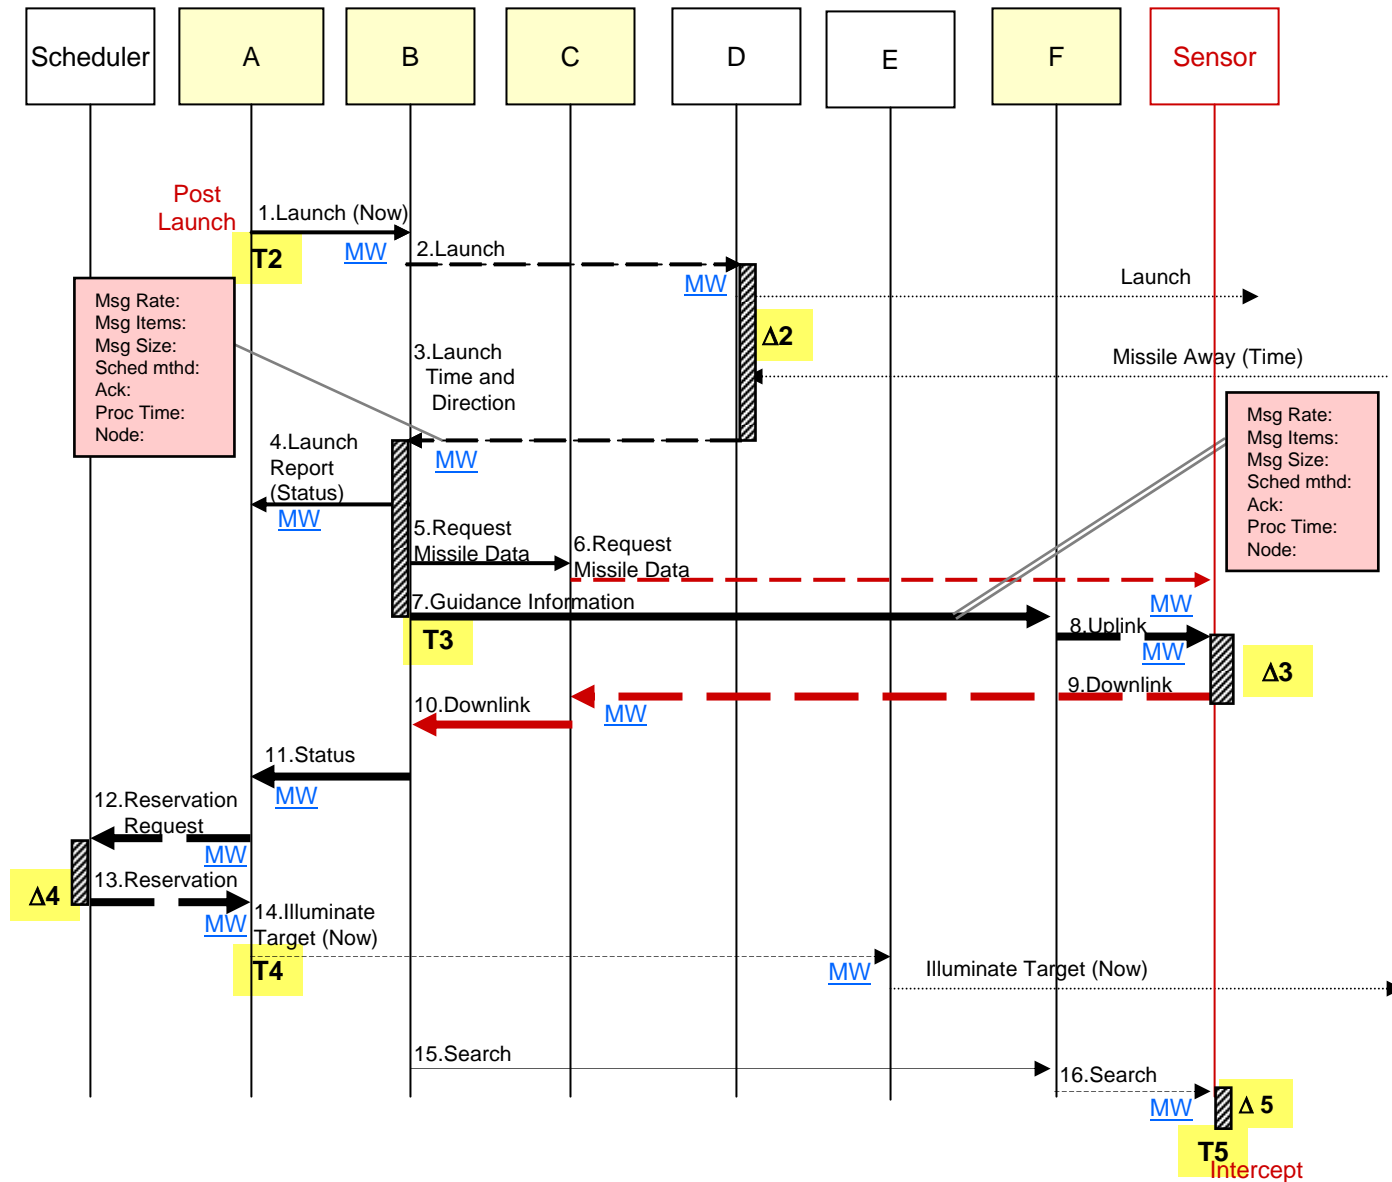 Scheduler
A
B
C
D
E
F
Sensor
Post
Launch
1.Launch (Now)
T2
MW
2.Launch
MW
Launch
Δ2
Missile Away (Time)
Msg Rate:
Msg Items:
Msg Size:
Sched mthd:
Ack:
Proc Time:
Node:
3.Launch
Time and
Direction
MW
Msg Rate:
Msg Items:
Msg Size:
Sched mthd:
Ack:
Proc Time:
Node:
4.Launch
Report
(Status)
MW
5.Request
Missile Data
6.Request
Missile Data
MW
7.Guidance Information
T3
8.Uplink
MW
Δ3
9.Downlink
MW
10.Downlink
11.Status
MW
12.Reservation
Request
MW
Δ4
13.Reservation
MW
14.Illuminate
Target (Now)
T4
MW
Illuminate Target (Now)
15.Search
16.Search
MW
Δ 5
T5
Intercept